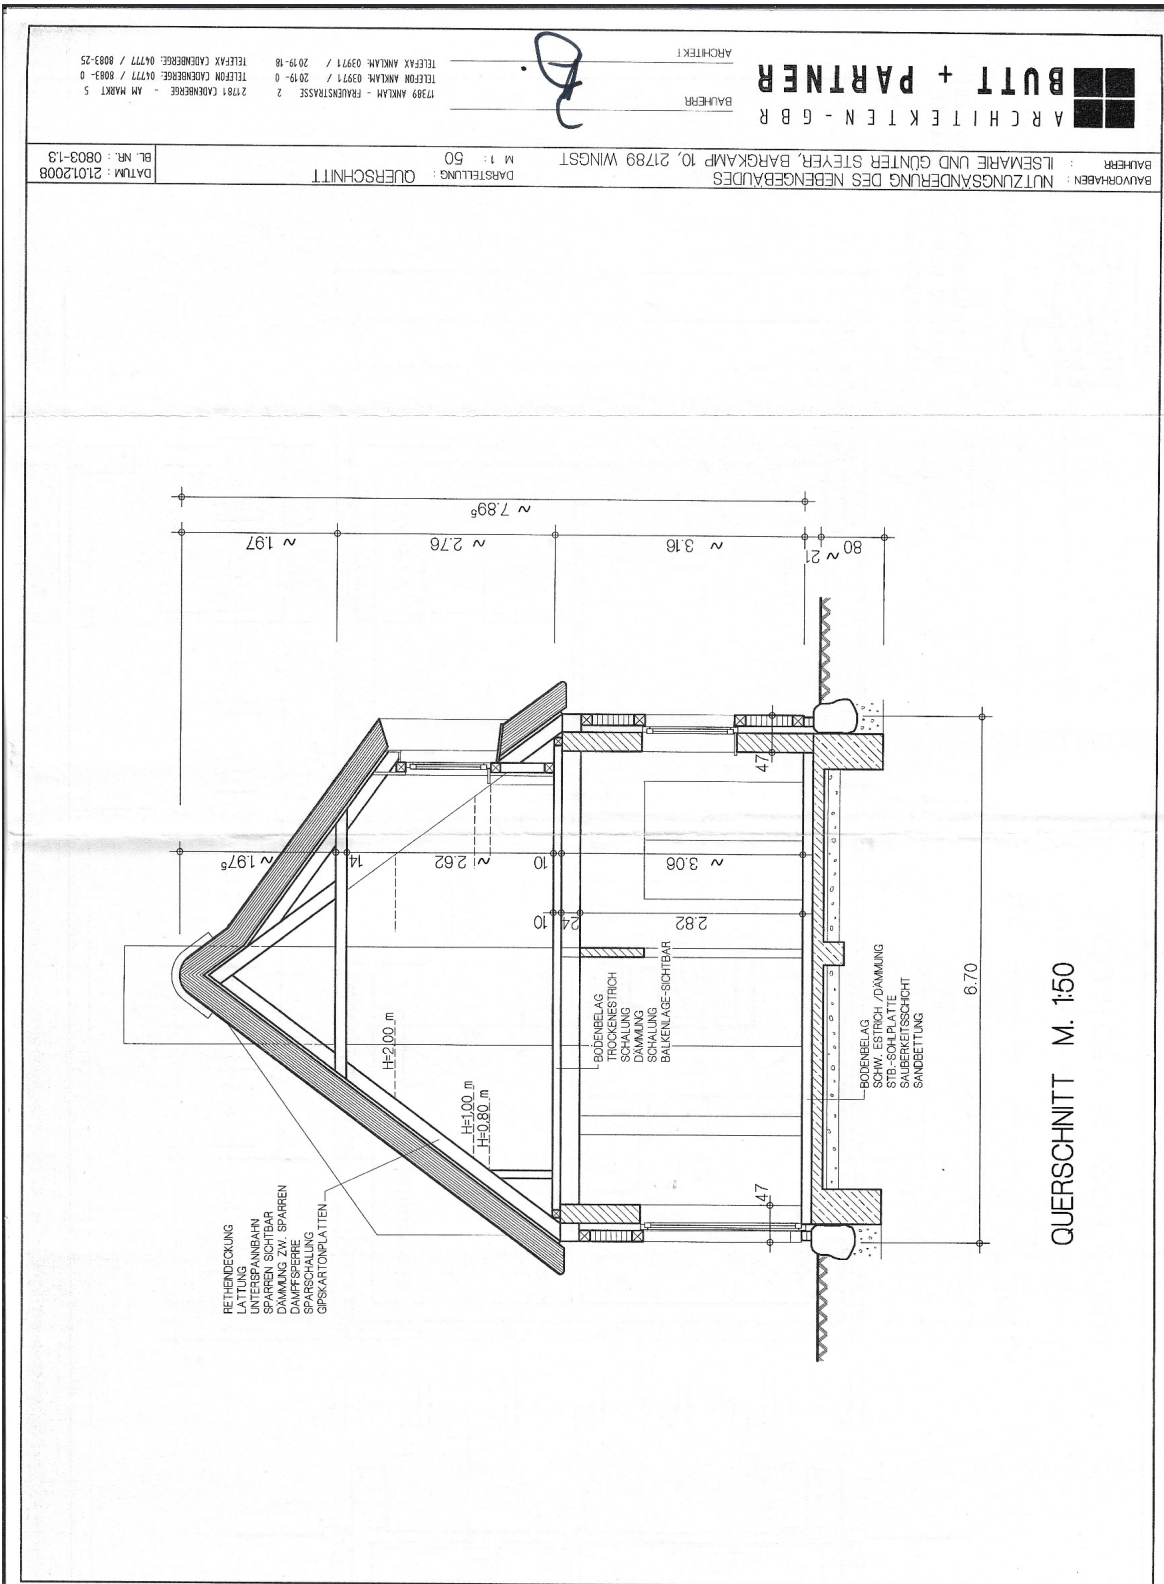 ARCHITEKTEN-GBR
BUTT + PARTNER
BAUHERR
ARCHITEKT
17389 ANKLAM - FRAUENSTRASSE 2
TELEFON ANKLAM: 03971 / 2019- 0
TELEFAX ANKLAM: 03971 / 2019-18
21781 CADENBERGE - AM MARKT 5
TELEFON CADENBERGE: 04777 / 8083- 0
TELEFAX CADENBERGE: 04777 / 8083-25
BAUVORHABEN : NUTZUNGSÄNDERUNG DES NEBENGEBÄUDES
BAUHERR : ILSEMARIE UND GÜNTER STEYER, BARGKAMP 10, 21789 WINGST
DARSTELLUNG : QUERSCHNITT
M 1 : 50
DATUM : 21.01.2008
BL. NR. : 0803-1.3
~ 7.89⁵
~ 1.97
~ 2.76
~ 3.16
~ 21
80
~ 1.97⁵
14
~ 2.62
10
~ 3.06
10
24
2.82
47
47
6.70
H=2.00 m
H=1.00 m
H=0.80 m
RETHEINDECKUNG
LATTUNG
UNTERSPANNBAHN
SPARREN SICHTBAR
DÄMMUNG ZW. SPARREN
DAMPFSPERRE
SPARSCHALUNG
GIPSKARTONPLATTEN
BODENBELAG
TROCKENESTRICH
SCHALUNG
DÄMMUNG
SCHALUNG
BALKENLAGE-SICHTBAR
BODENBELAG
SCHW. ESTRICH /DÄMMUNG
STB.-SOHLPLATTE
SAUBERKEITSSCHICHT
SANDBETTUNG
QUERSCHNITT M. 1:50